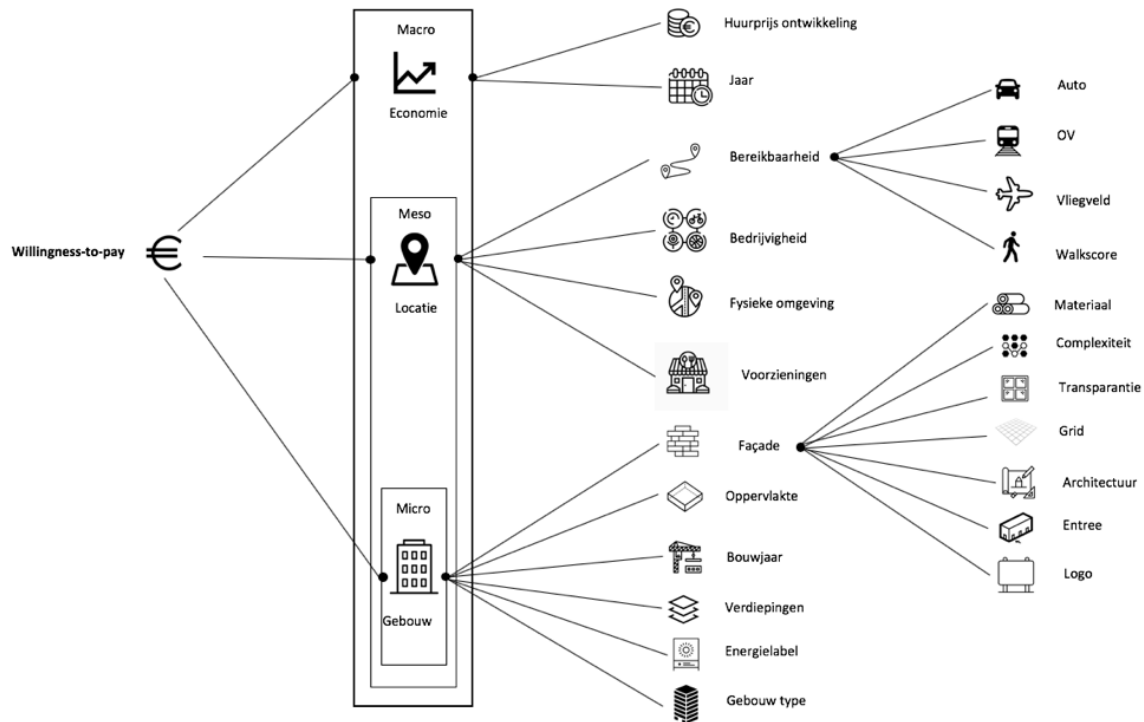 Willingness-to-pay
Macro
Economie
Meso
Locatie
Micro
Gebouw
Huurprijs ontwikkeling
Jaar
Bereikbaarheid
Bedrijvigheid
Fysieke omgeving
Voorzieningen
Façade
Oppervlakte
Bouwjaar
Verdiepingen
Energielabel
Gebouw type
Auto
OV
Vliegveld
Walkscore
Materiaal
Complexiteit
Transparantie
Grid
Architectuur
Entree
Logo